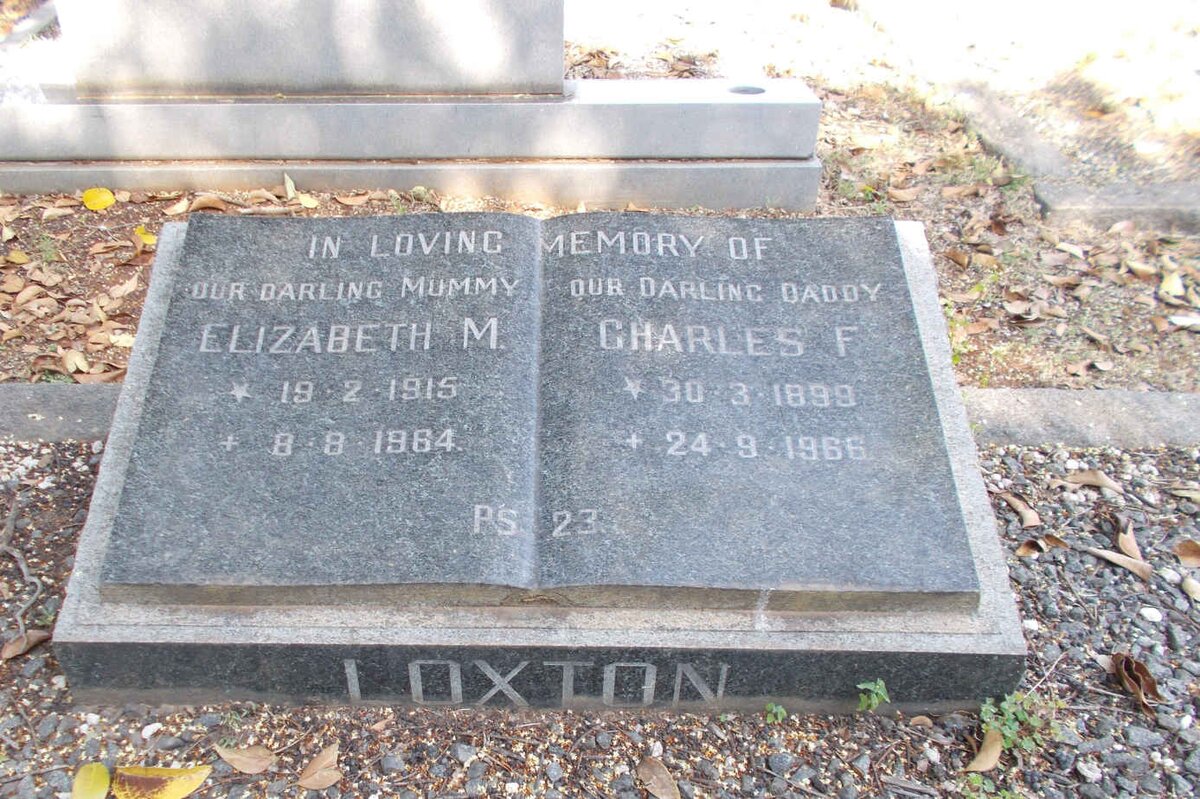 IN LOVING MEMORY OF
OUR DARLING MUMMY
ELIZABETH M.
* 19·2·1915
+ 8·8·1964.
OUR DARLING DADDY
CHARLES F
* 30·3·1899
+ 24·9·1966
PS 23
LOXTON